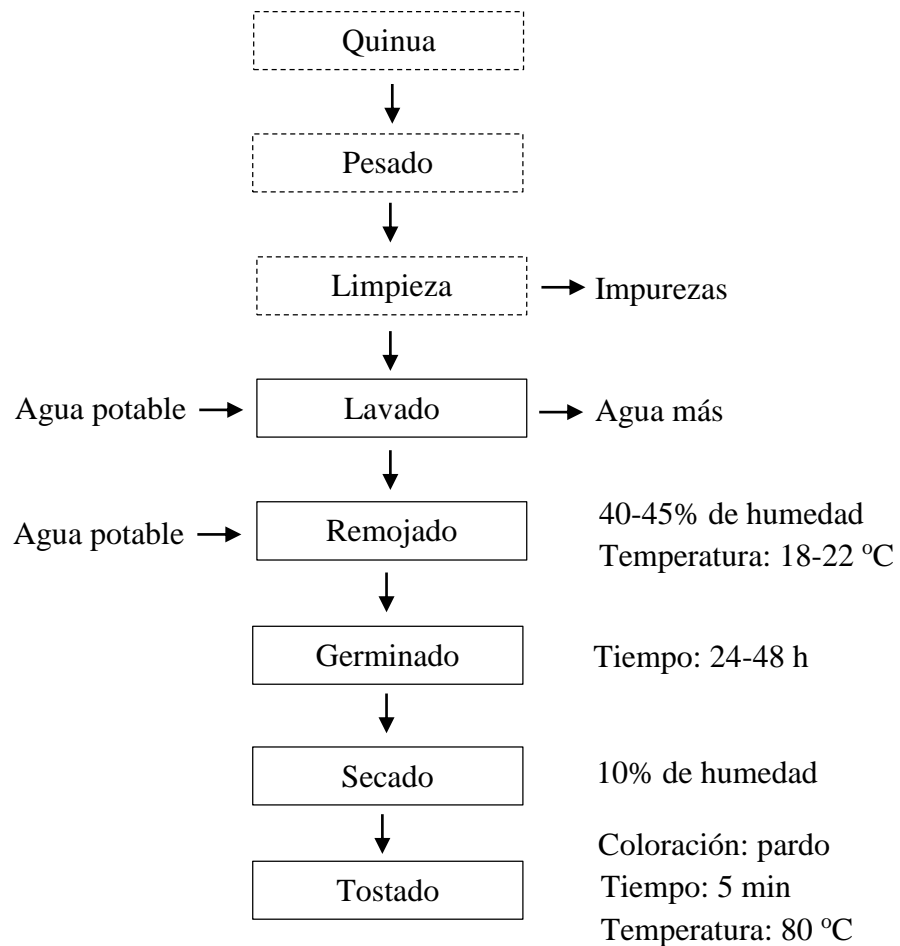 Quinua
Pesado
Limpieza
Impurezas
Agua potable
Lavado
Agua más
Agua potable
Remojado
40-45% de humedad
Temperatura: 18-22 ºC
Germinado
Tiempo: 24-48 h
Secado
10% de humedad
Tostado
Coloración: pardo
Tiempo: 5 min
Temperatura: 80 ºC